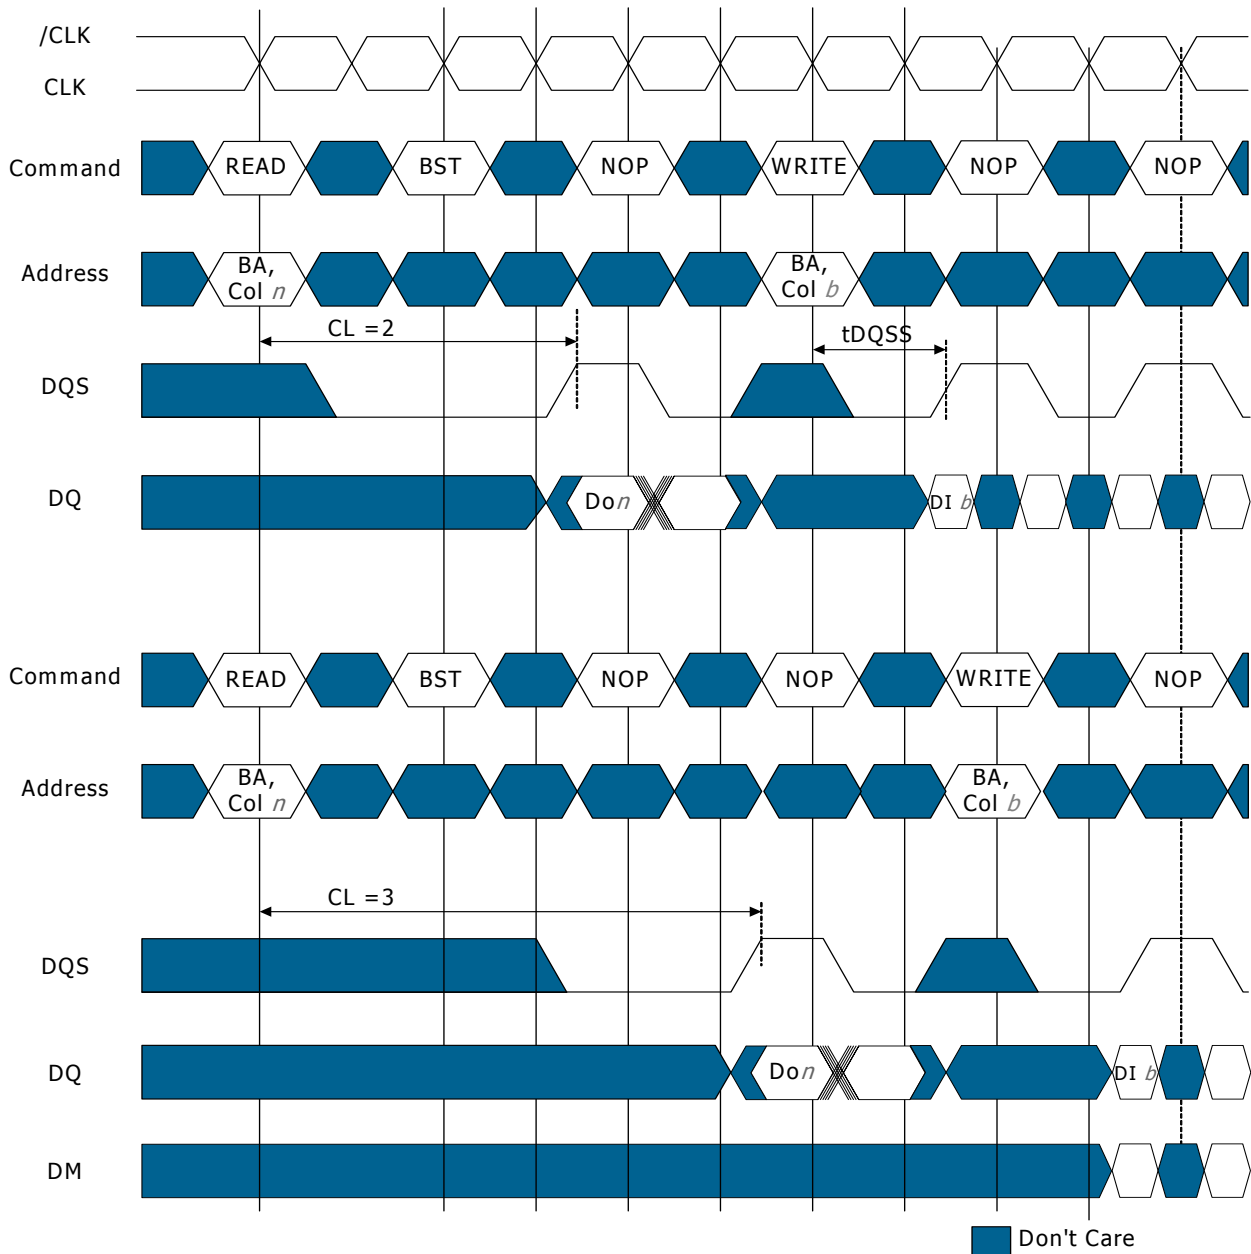 /CLK
CLK
Command READ BST NOP WRITE NOP NOP
Address BA, Col n BA, Col b
CL =2 tDQSS
DQS
DQ Don DI b
Command READ BST NOP NOP WRITE NOP
Address BA, Col n BA, Col b
CL =3
DQS
DQ Don DI b
DM
Don't Care